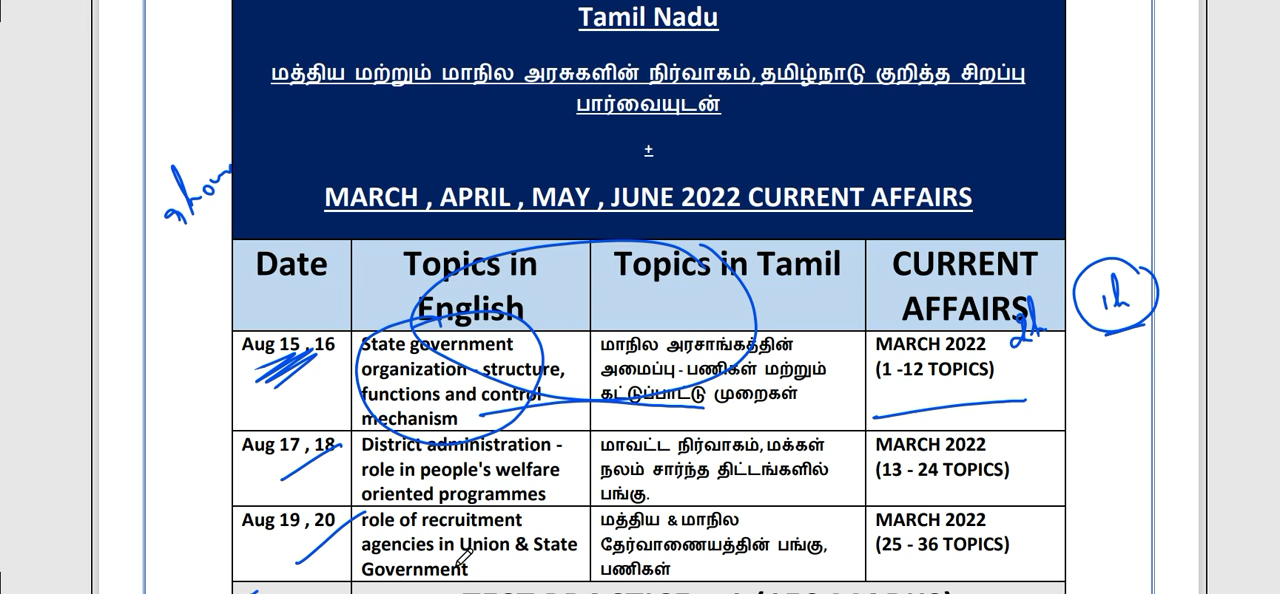 Tamil Nadu
மத்திய மற்றும் மாநில அரசுகளின் நிர்வாகம், தமிழ்நாடு குறித்த சிறப்பு
பார்வையுடன்
+
MARCH , APRIL , MAY , JUNE 2022 CURRENT AFFAIRS
Date
Topics in
English
Topics in Tamil
CURRENT
AFFAIRS
1h
2h
Aug 15 , 16
State government
organization - structure,
functions and control
mechanism
மாநில அரசாங்கத்தின்
அமைப்பு - பணிகள் மற்றும்
கட்டுப்பாட்டு முறைகள்
MARCH 2022
(1 -12 TOPICS)
Aug 17 , 18
District administration -
role in people's welfare
oriented programmes
மாவட்ட நிர்வாகம், மக்கள்
நலம் சார்ந்த திட்டங்களில்
பங்கு.
MARCH 2022
(13 - 24 TOPICS)
Aug 19 , 20
role of recruitment
agencies in Union & State
Government
மத்திய & மாநில
தேர்வாணையத்தின் பங்கு,
பணிகள்
MARCH 2022
(25 - 36 TOPICS)